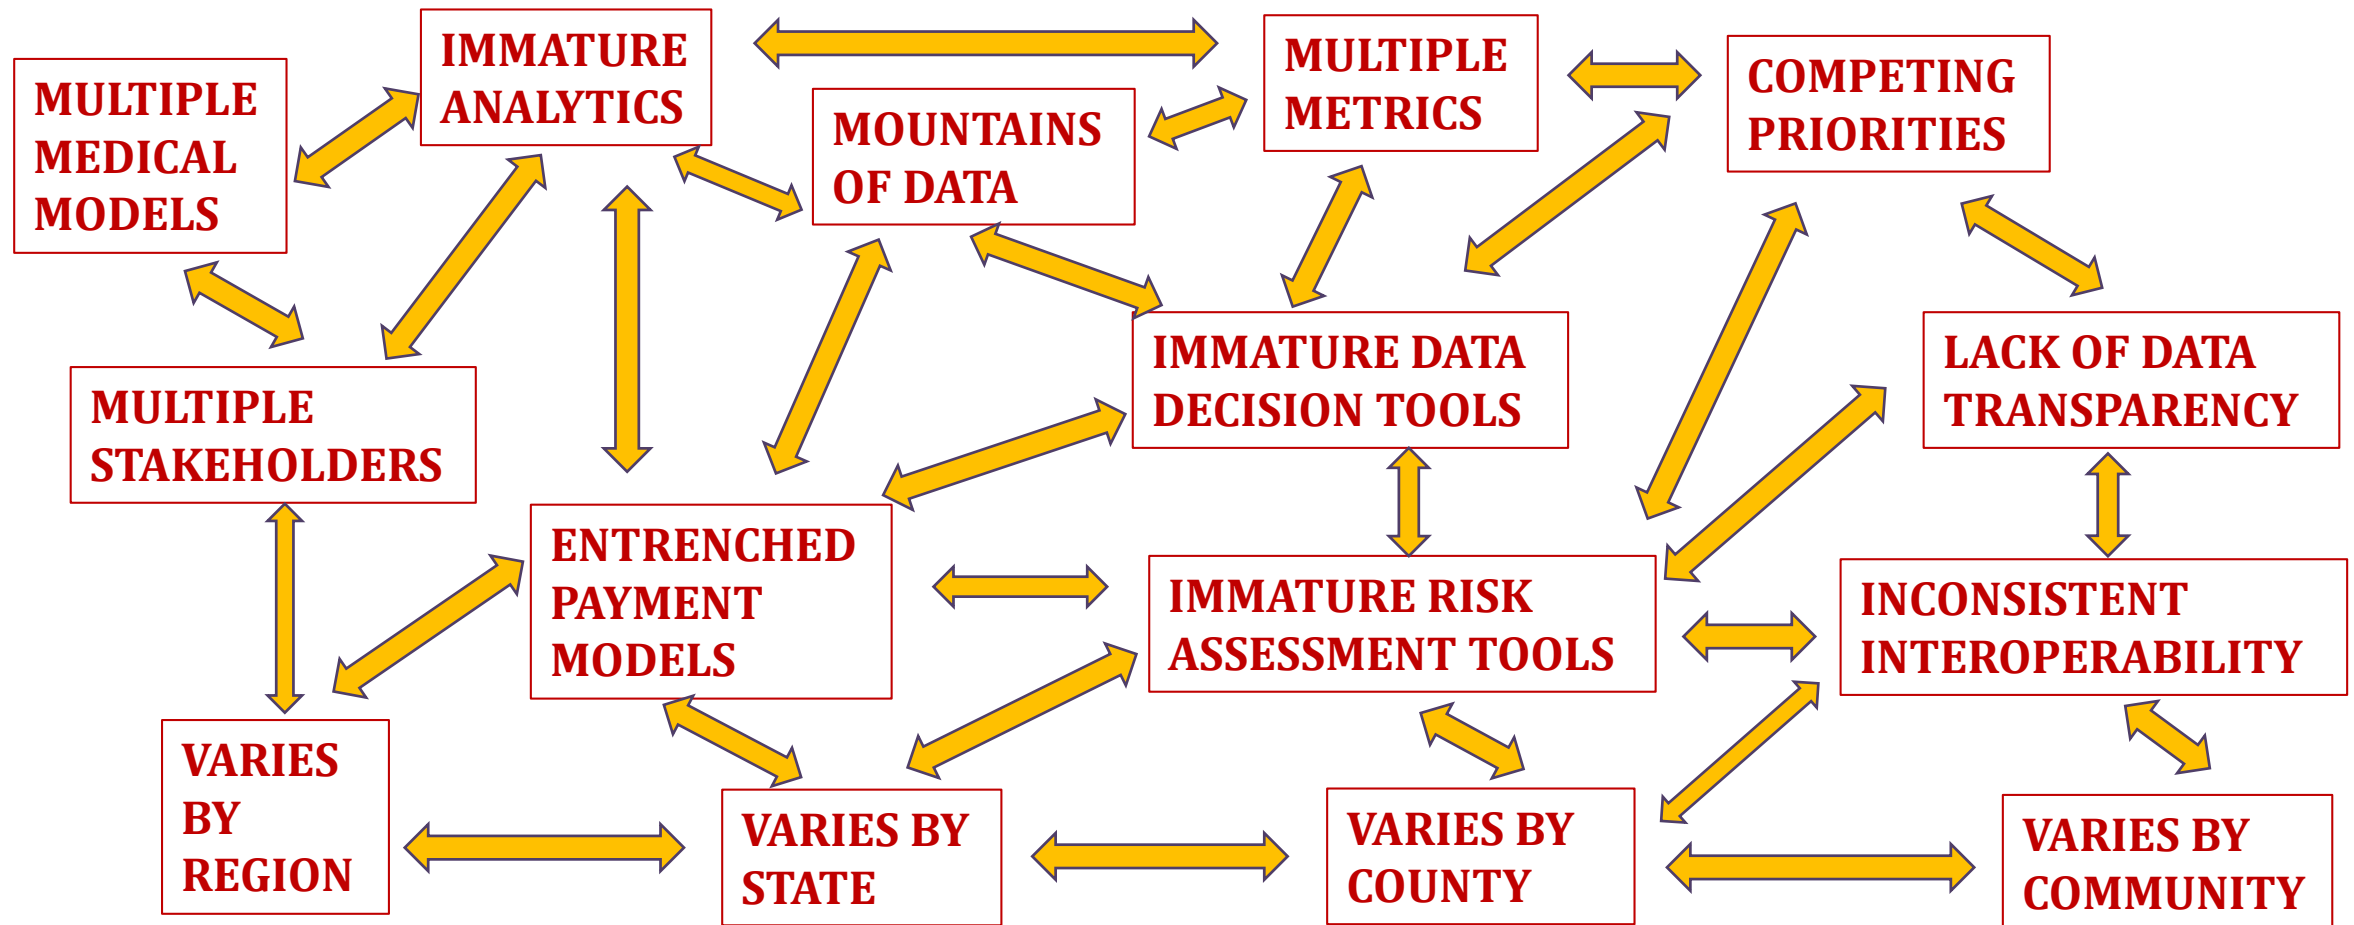 MULTIPLE
MEDICAL
MODELS
IMMATURE
ANALYTICS
MOUNTAINS
OF DATA
MULTIPLE
METRICS
COMPETING
PRIORITIES
MULTIPLE
STAKEHOLDERS
IMMATURE DATA
DECISION TOOLS
LACK OF DATA
TRANSPARENCY
ENTRENCHED
PAYMENT
MODELS
IMMATURE RISK
ASSESSMENT TOOLS
INCONSISTENT
INTEROPERABILITY
VARIES
BY
REGION
VARIES BY
STATE
VARIES BY
COUNTY
VARIES BY
COMMUNITY